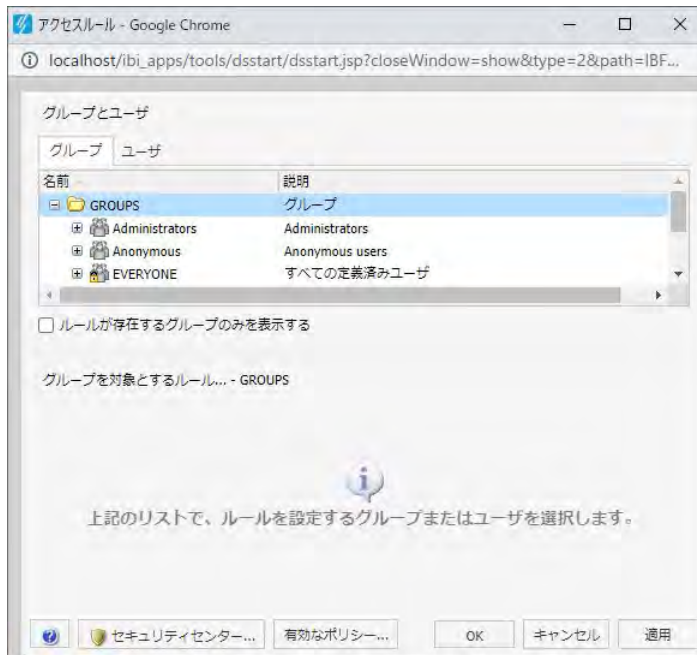 アクセスルール - Google Chrome
localhost/ibi_apps/tools/dsstart/dsstart.jsp?closeWindow=show&type=2&path=IBF...
グループとユーザ
グループ ユーザ
名前 説明
GROUPS グループ
Administrators Administrators
Anonymous Anonymous users
EVERYONE すべての定義済みユーザ
ルールが存在するグループのみを表示する
グループを対象とするルール... - GROUPS
上記のリストで、ルールを設定するグループまたはユーザを選択します。
セキュリティセンター... 有効なポリシー... OK キャンセル 適用